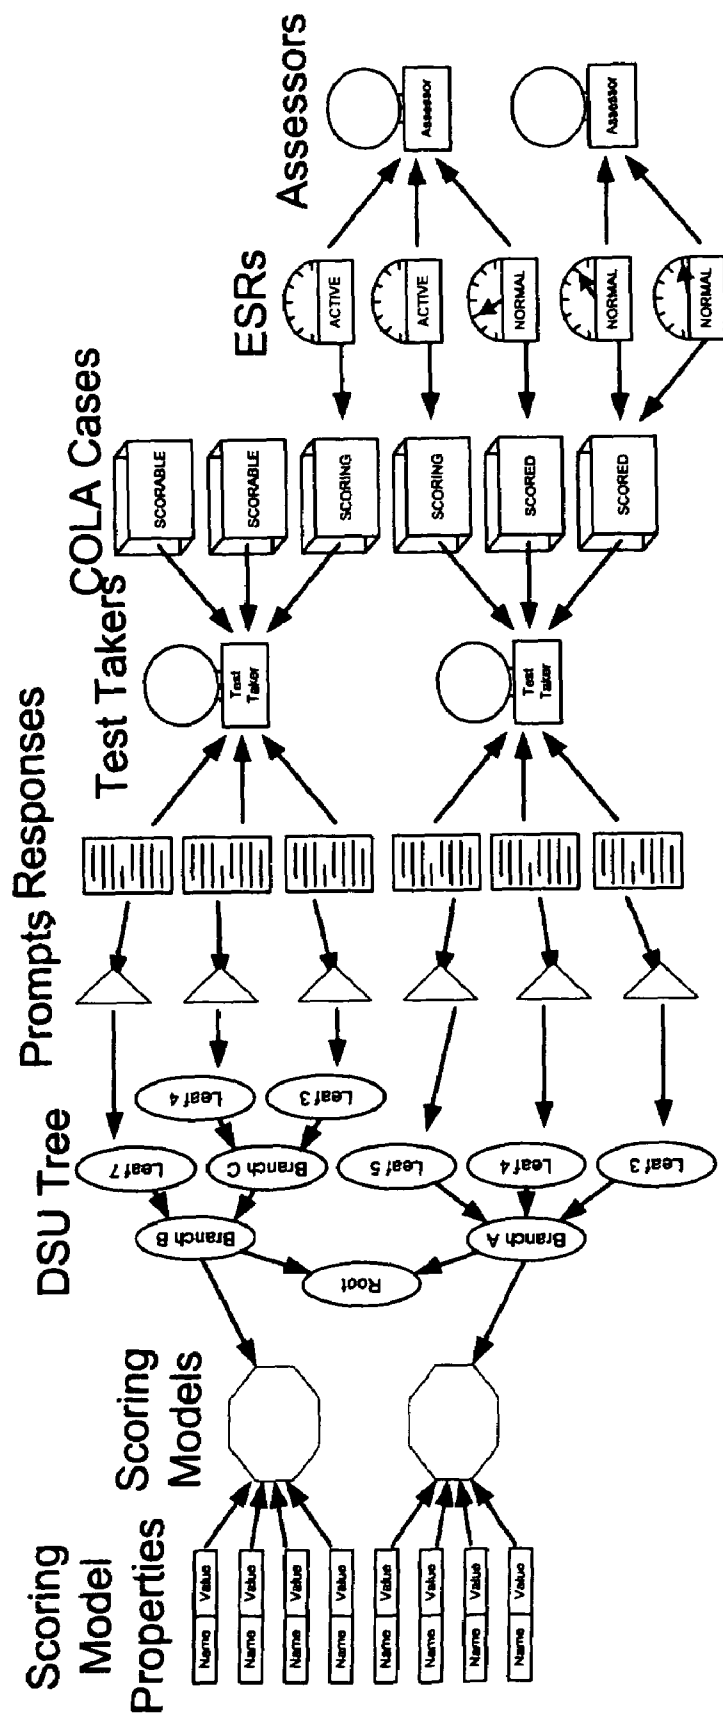 Scoring
Model
Properties
Scoring
Models
DSU Tree
Prompts
Responses
Test Takers
COLA Cases
ESRs
Assessors
Name Value
Name Value
Name Value
Name Value
Name Value
Name Value
Name Value
Name Value
Root
Branch B
Branch A
Leaf 7
Branch C
Leaf 5
Leaf 4
Leaf 3
Leaf 4
Leaf 3
Test
Taker
Test
Taker
SCORABLE
SCORABLE
SCORING
SCORING
SCORED
SCORED
ACTIVE
ACTIVE
NORMAL
NORMAL
NORMAL
Assessor
Assessor